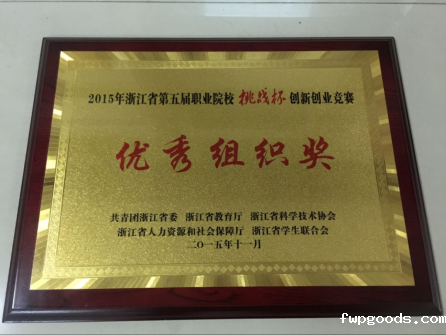 2015年浙江省第五届职业院校 挑战杯 创新创业竞赛
优秀组织奖
共青团浙江省委 浙江省教育厅 浙江省科学技术协会
浙江省人力资源和社会保障厅 浙江省学生联合会
二〇一五年十一月
fwpgoods.com